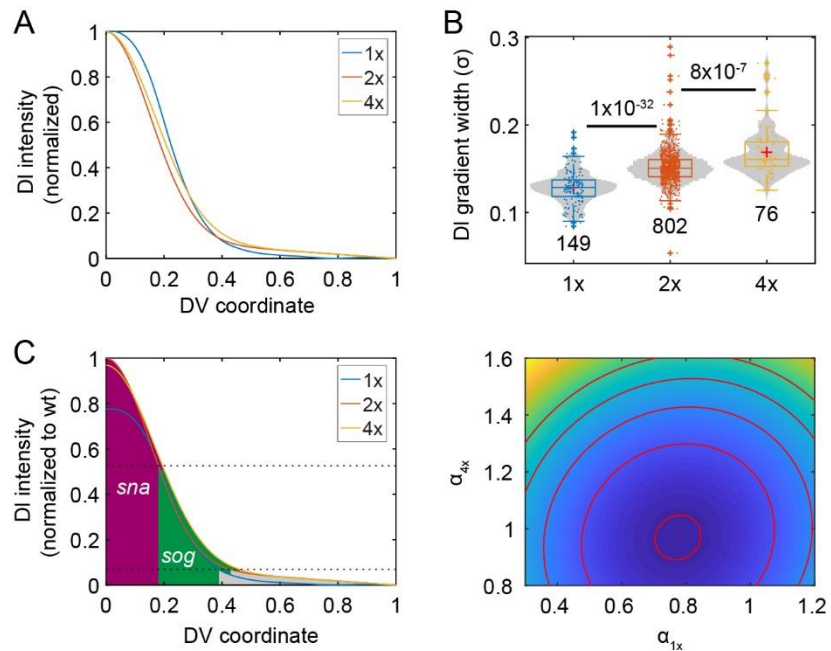 A
DI intensity
(normalized)
1
0.8
0.6
0.4
0.2
0
0
0.2
0.4
0.6
0.8
1
DV coordinate
1x
2x
4x
B
DI gradient width (σ)
0.3
0.2
0.1
1x10⁻³²
8x10⁻⁷
149
802
76
1x
2x
4x
C
DI intensity
(normalized to wt)
1
0.8
0.6
0.4
0.2
0
sna
sog
0
0.2
0.4
0.6
0.8
1
DV coordinate
1x
2x
4x
α4x
1.6
1.4
1.2
1
0.8
0.4
0.6
0.8
1
1.2
α1x